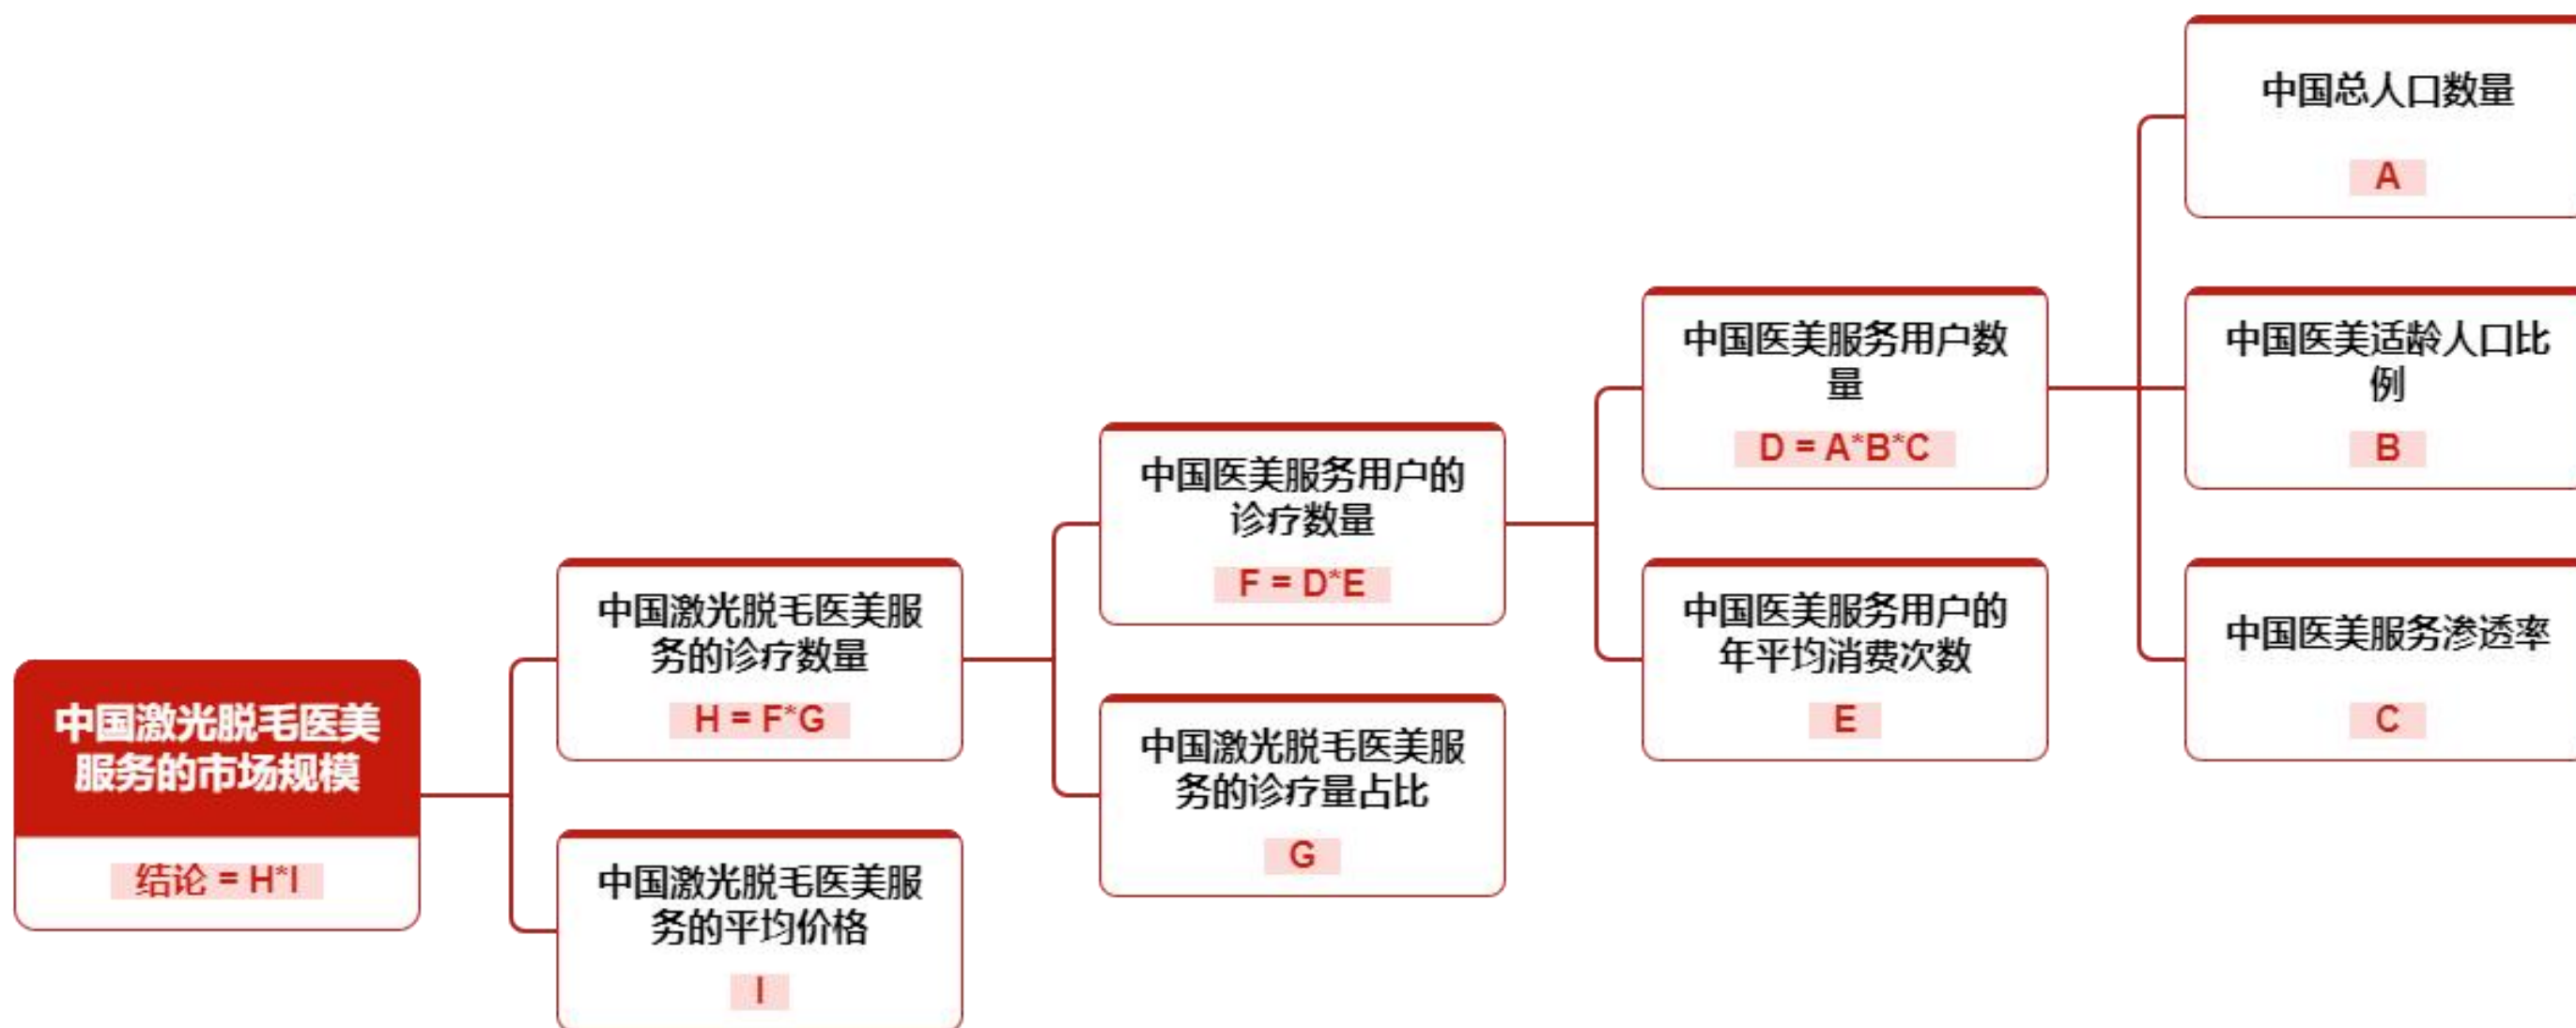 中国激光脱毛医美
服务的市场规模
结论 = H*I
中国激光脱毛医美服
务的诊疗数量
H = F*G
中国激光脱毛医美服
务的平均价格
I
中国医美服务用户的
诊疗数量
F = D*E
中国激光脱毛医美服
务的诊疗量占比
G
中国医美服务用户数
量
D = A*B*C
中国医美服务用户的
年平均消费次数
E
中国总人口数量
A
中国医美适龄人口比
例
B
中国医美服务渗透率
C